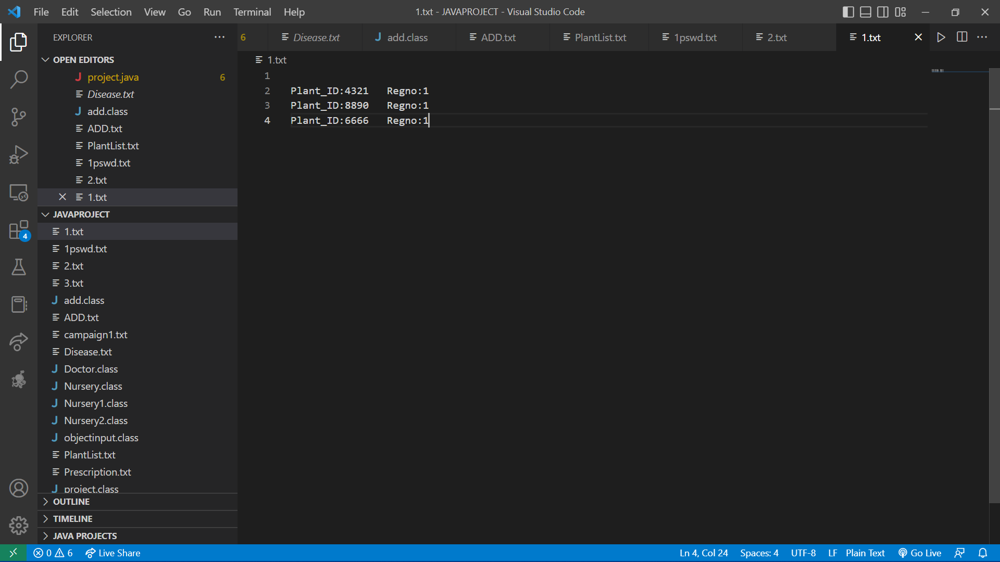 File Edit Selection View Go Run Terminal Help
1.txt - JAVAPROJECT - Visual Studio Code
EXPLORER
6
Disease.txt
add.class
ADD.txt
PlantList.txt
1pswd.txt
2.txt
1.txt
OPEN EDITORS
project.java 6
Disease.txt
add.class
ADD.txt
PlantList.txt
1pswd.txt
2.txt
1.txt
JAVAPROJECT
1.txt
1pswd.txt
2.txt
3.txt
add.class
ADD.txt
campaign1.txt
Disease.txt
Doctor.class
Nursery.class
Nursery1.class
Nursery2.class
objectinput.class
PlantList.txt
Prescription.txt
project.class
OUTLINE
TIMELINE
JAVA PROJECTS
4
1.txt
1
2 Plant_ID:4321 Regno:1
3 Plant_ID:8890 Regno:1
4 Plant_ID:6666 Regno:1
0 6 Live Share
Ln 4, Col 24 Spaces: 4 UTF-8 LF Plain Text Go Live